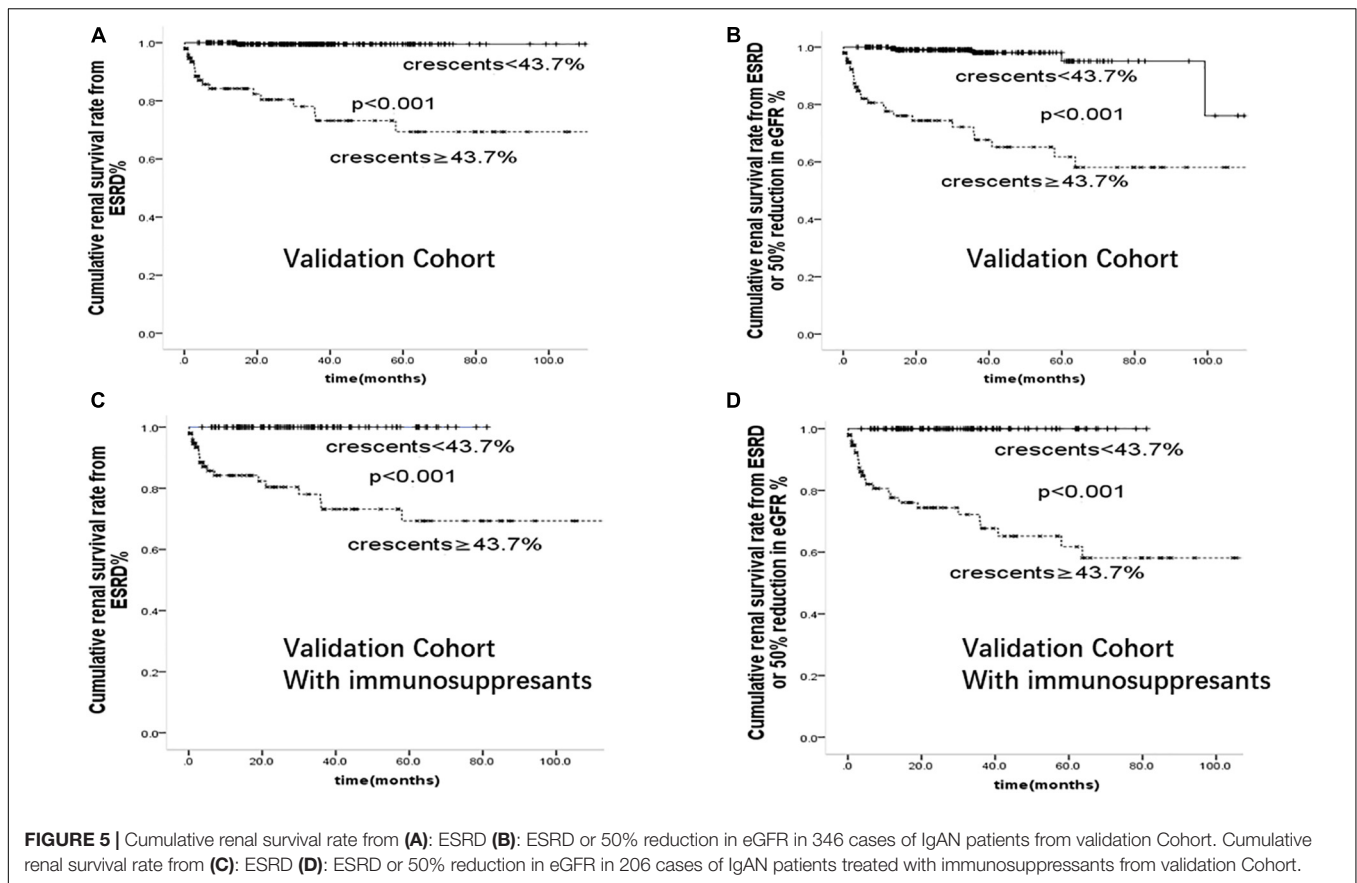 A
Cumulative renal survival rate from
ESRD%
1.0
0.8
0.6
0.4
0.2
0.0
crescents<43.7%
p<0.001
crescents≥43.7%
Validation Cohort
.0 20.0 40.0 60.0 80.0 100.0
time(months)
B
Cumulative renal survival rate from ESRD
or 50% reduction in eGFR %
1.0
0.8
0.6
0.4
0.2
0.0
crescents<43.7%
p<0.001
crescents≥43.7%
Validation Cohort
.0 20.0 40.0 60.0 80.0 100.0
time(months)
C
Cumulative renal survival rate from
ESRD%
1.0
0.8
0.6
0.4
0.2
0.0
crescents<43.7%
p<0.001
crescents≥43.7%
Validation Cohort
With immunosuppresants
.0 20.0 40.0 60.0 80.0 100.0
time(months)
D
Cumulative renal survival rate from ESRD
or 50% reduction in eGFR %
1.0
0.8
0.6
0.4
0.2
0.0
crescents<43.7%
p<0.001
crescents≥43.7%
Validation Cohort
With immunosuppresants
.0 20.0 40.0 60.0 80.0 100.0
time(months)
FIGURE 5 | Cumulative renal survival rate from (A): ESRD (B): ESRD or 50% reduction in eGFR in 346 cases of IgAN patients from validation Cohort. Cumulative
renal survival rate from (C): ESRD (D): ESRD or 50% reduction in eGFR in 206 cases of IgAN patients treated with immunosuppressants from validation Cohort.